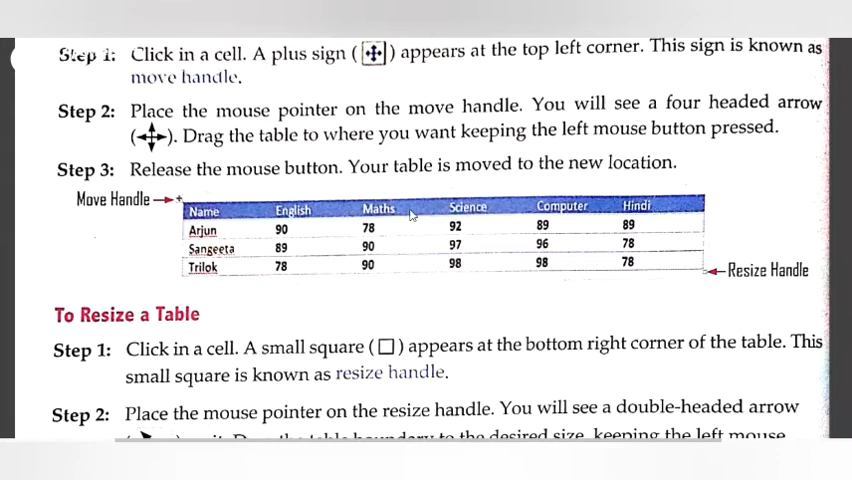 Step 1: Click in a cell. A plus sign ( ) appears at the top left corner. This sign is known as
move handle.
Step 2: Place the mouse pointer on the move handle. You will see a four headed arrow
( ). Drag the table to where you want keeping the left mouse button pressed.
Step 3: Release the mouse button. Your table is moved to the new location.
Move Handle
Name English Maths Science Computer Hindi
Arjun 90 78 92 89 89
Sangeeta 89 90 97 96 78
Trilok 78 90 98 98 78
Resize Handle
To Resize a Table
Step 1: Click in a cell. A small square ( ) appears at the bottom right corner of the table. This
small square is known as resize handle.
Step 2: Place the mouse pointer on the resize handle. You will see a double-headed arrow
the desired size, keeping the left mouse